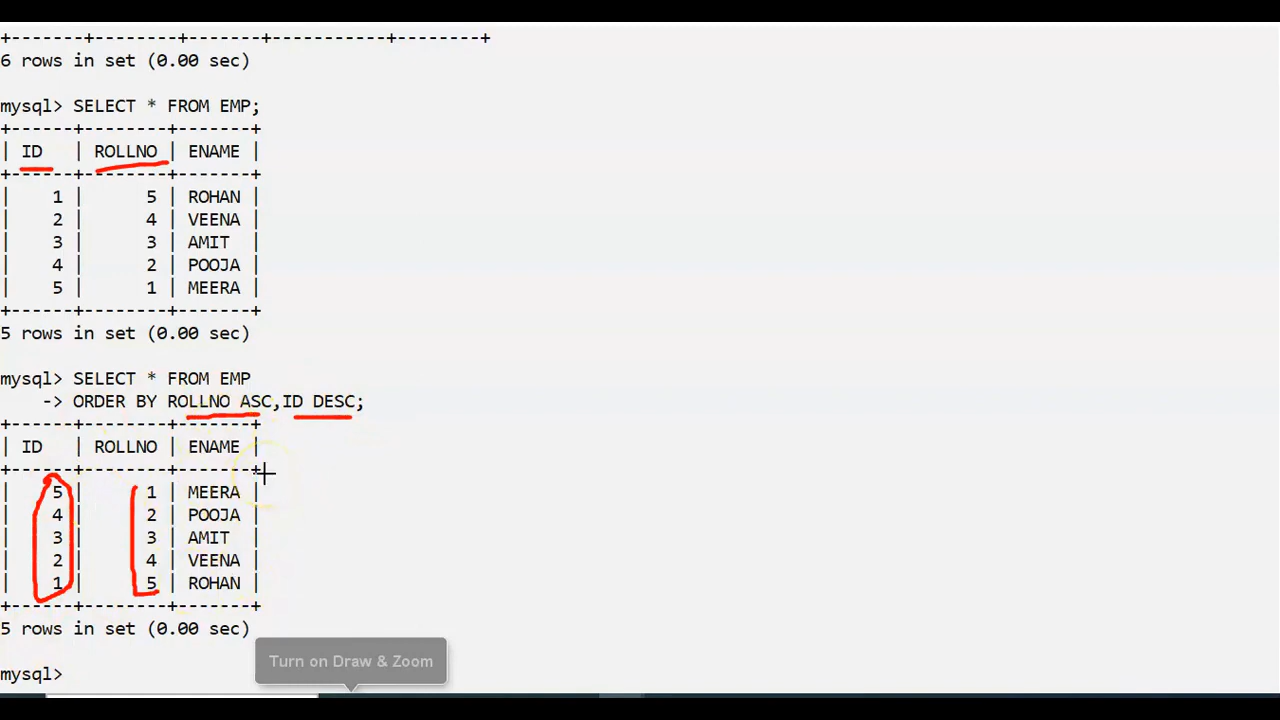 +-------+--------+-------+-----------+--------+
6 rows in set (0.00 sec)
mysql> SELECT * FROM EMP;
+------+--------+-------+
| ID   | ROLLNO | ENAME |
+------+--------+-------+
|    1 |      5 | ROHAN |
|    2 |      4 | VEENA |
|    3 |      3 | AMIT  |
|    4 |      2 | POOJA |
|    5 |      1 | MEERA |
+------+--------+-------+
5 rows in set (0.00 sec)
mysql> SELECT * FROM EMP
    -> ORDER BY ROLLNO ASC,ID DESC;
+------+--------+-------+
| ID   | ROLLNO | ENAME |
+------+--------+-------+
|    5 |      1 | MEERA |
|    4 |      2 | POOJA |
|    3 |      3 | AMIT  |
|    2 |      4 | VEENA |
|    1 |      5 | ROHAN |
+------+--------+-------+
5 rows in set (0.00 sec)
Turn on Draw & Zoom
mysql>